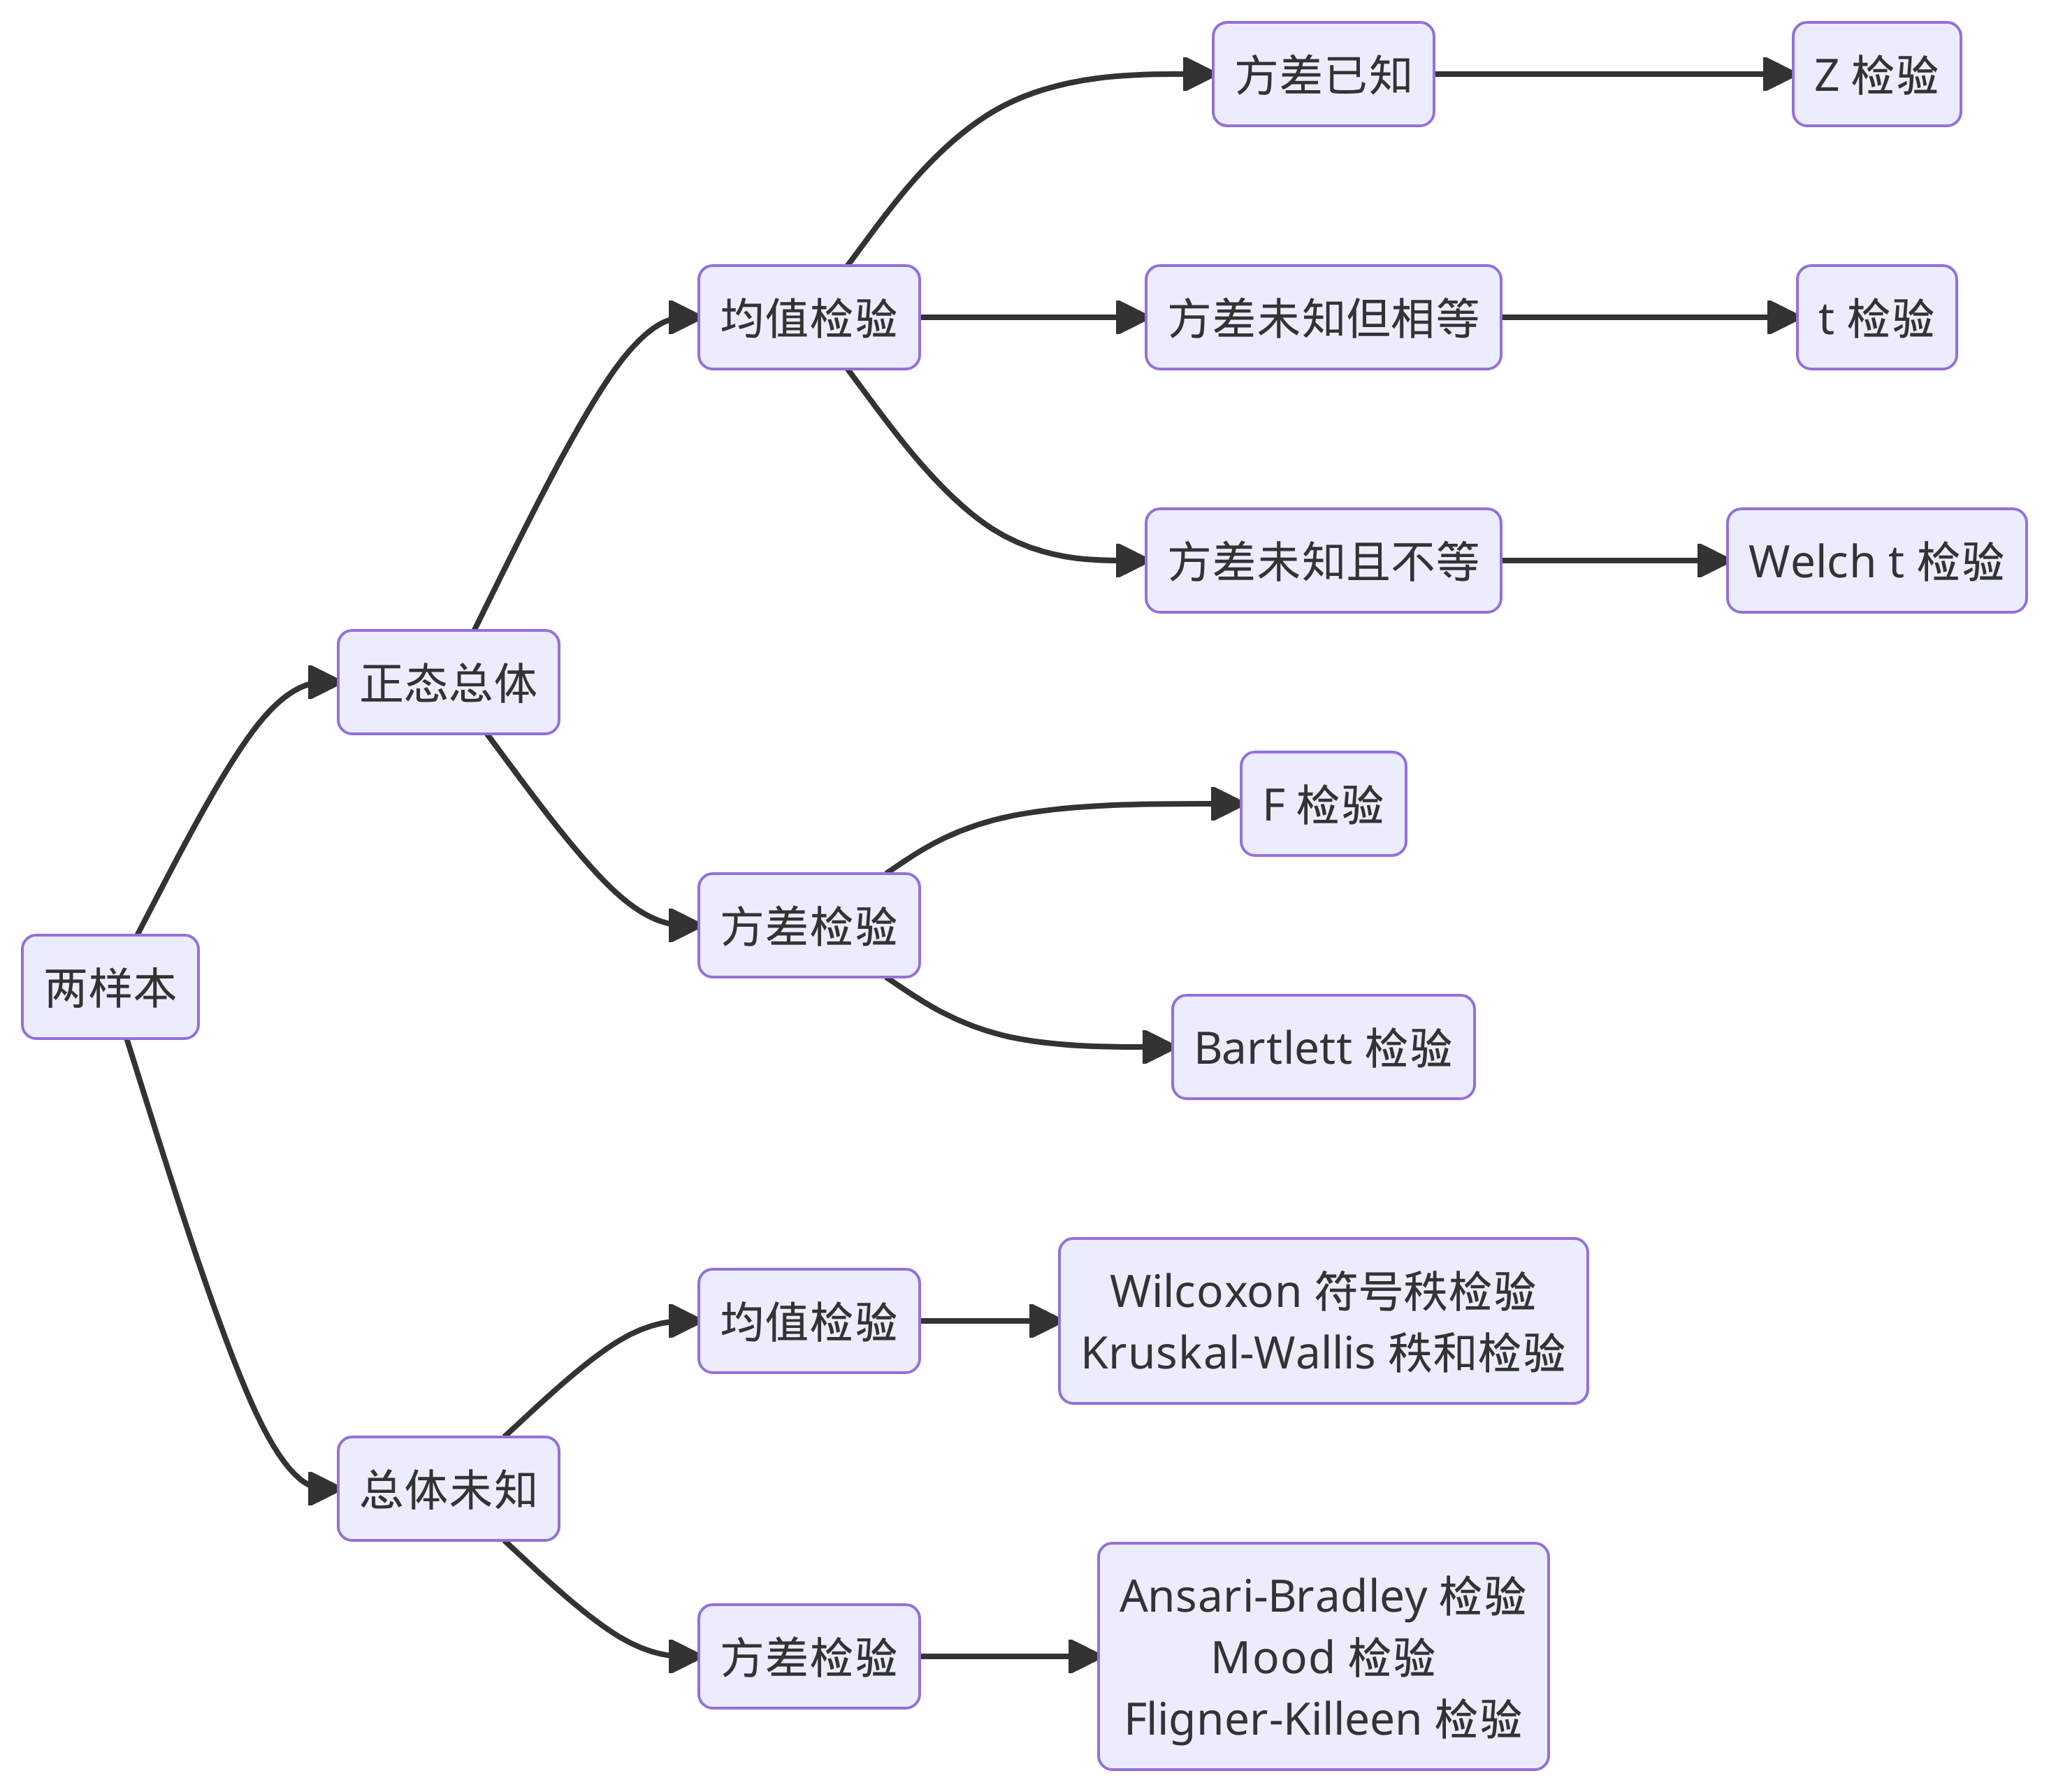 两样本
正态总体
均值检验
方差已知
Z 检验
方差未知但相等
t 检验
方差未知且不等
Welch t 检验
方差检验
F 检验
Bartlett 检验
总体未知
均值检验
Wilcoxon 符号秩检验
Kruskal-Wallis 秩和检验
方差检验
Ansari-Bradley 检验
Mood 检验
Fligner-Killeen 检验